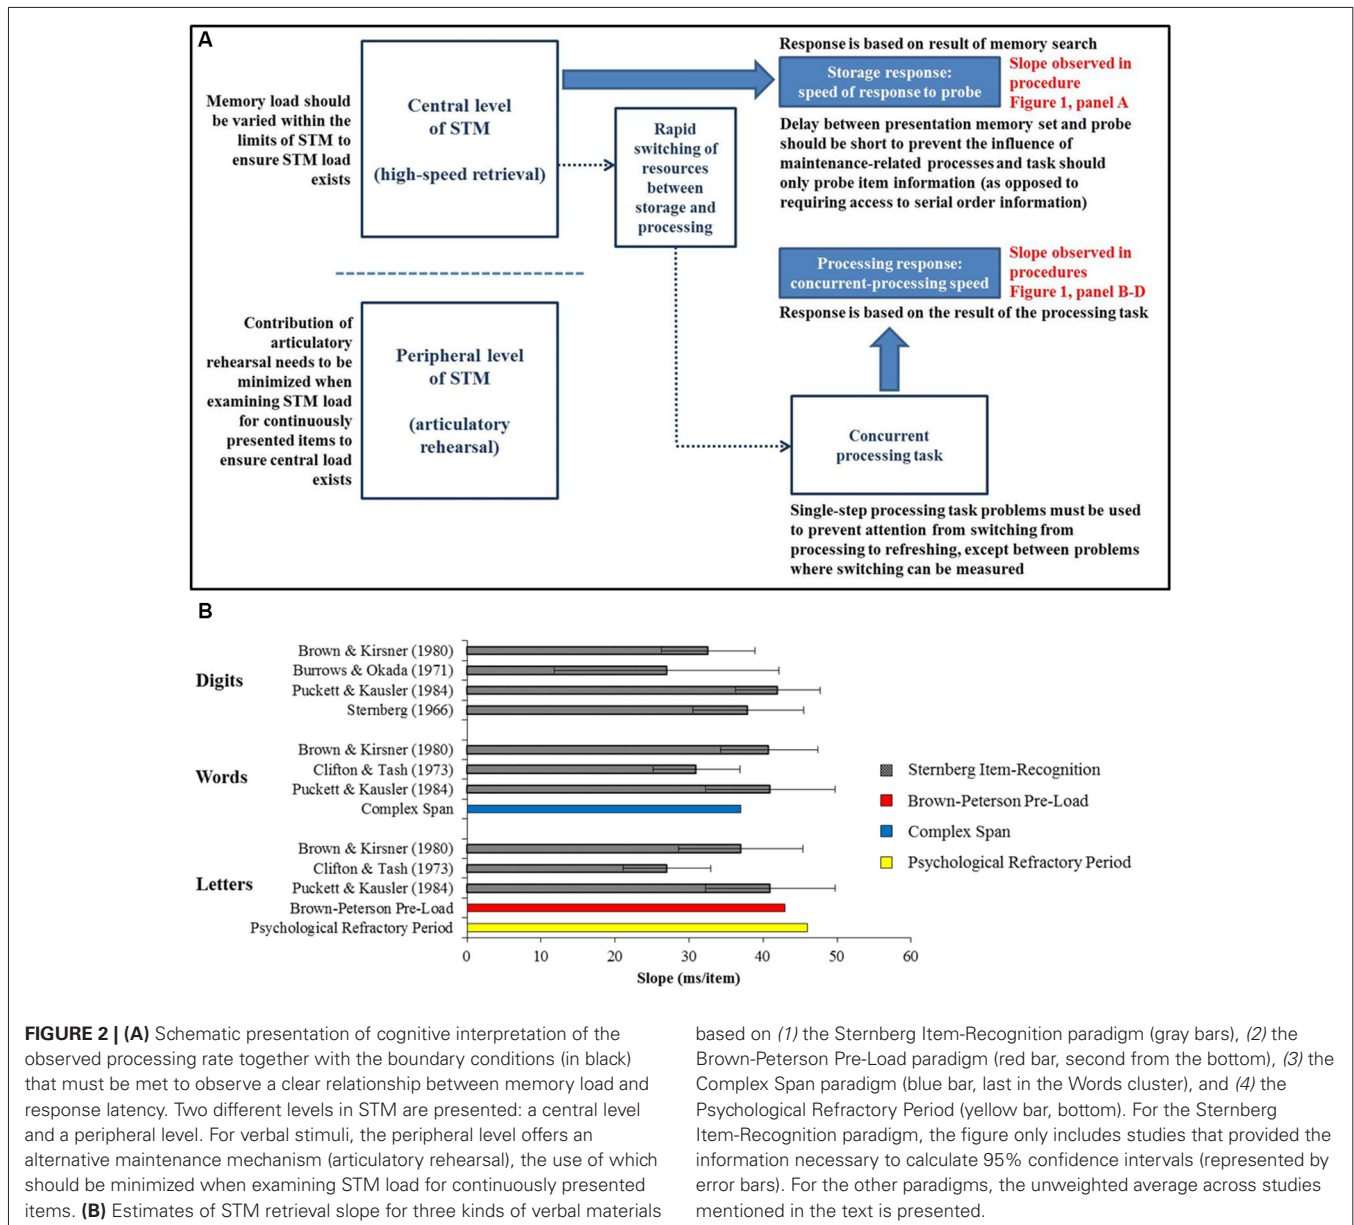 A
Memory load should
be varied within the
limits of STM to
ensure STM load
exists
Central level
of STM
(high-speed retrieval)
Rapid
switching of
resources
between
storage and
processing
Response is based on result of memory search
Storage response:
speed of response to probe
Slope observed in
procedure
Figure 1, panel A
Delay between presentation memory set and probe
should be short to prevent the influence of
maintenance-related processes and task should
only probe item information (as opposed to
requiring access to serial order information)
Processing response:
concurrent-processing speed
Slope observed in
procedures
Figure 1, panel B-D
Response is based on the result of the processing task
Contribution of
articulatory
rehearsal needs to be
minimized when
examining STM load
for continuously
presented items to
ensure central load
exists
Peripheral level
of STM
(articulatory
rehearsal)
Concurrent
processing task
Single-step processing task problems must be used
to prevent attention from switching from
processing to refreshing, except between problems
where switching can be measured
B
Digits
Brown & Kirsner (1980)
Burrows & Okada (1971)
Puckett & Kausler (1984)
Sternberg (1966)
Words
Brown & Kirsner (1980)
Clifton & Tash (1973)
Puckett & Kausler (1984)
Complex Span
Letters
Brown & Kirsner (1980)
Clifton & Tash (1973)
Puckett & Kausler (1984)
Brown-Peterson Pre-Load
Psychological Refractory Period
0 10 20 30 40 50 60
Slope (ms/item)
Sternberg Item-Recognition
Brown-Peterson Pre-Load
Complex Span
Psychological Refractory Period
FIGURE 2 | (A) Schematic presentation of cognitive interpretation of the
observed processing rate together with the boundary conditions (in black)
that must be met to observe a clear relationship between memory load and
response latency. Two different levels in STM are presented: a central level
and a peripheral level. For verbal stimuli, the peripheral level offers an
alternative maintenance mechanism (articulatory rehearsal), the use of which
should be minimized when examining STM load for continuously presented
items. (B) Estimates of STM retrieval slope for three kinds of verbal materials
based on (1) the Sternberg Item-Recognition paradigm (gray bars), (2) the
Brown-Peterson Pre-Load paradigm (red bar, second from the bottom), (3) the
Complex Span paradigm (blue bar, last in the Words cluster), and (4) the
Psychological Refractory Period (yellow bar, bottom). For the Sternberg
Item-Recognition paradigm, the figure only includes studies that provided the
information necessary to calculate 95% confidence intervals (represented by
error bars). For the other paradigms, the unweighted average across studies
mentioned in the text is presented.